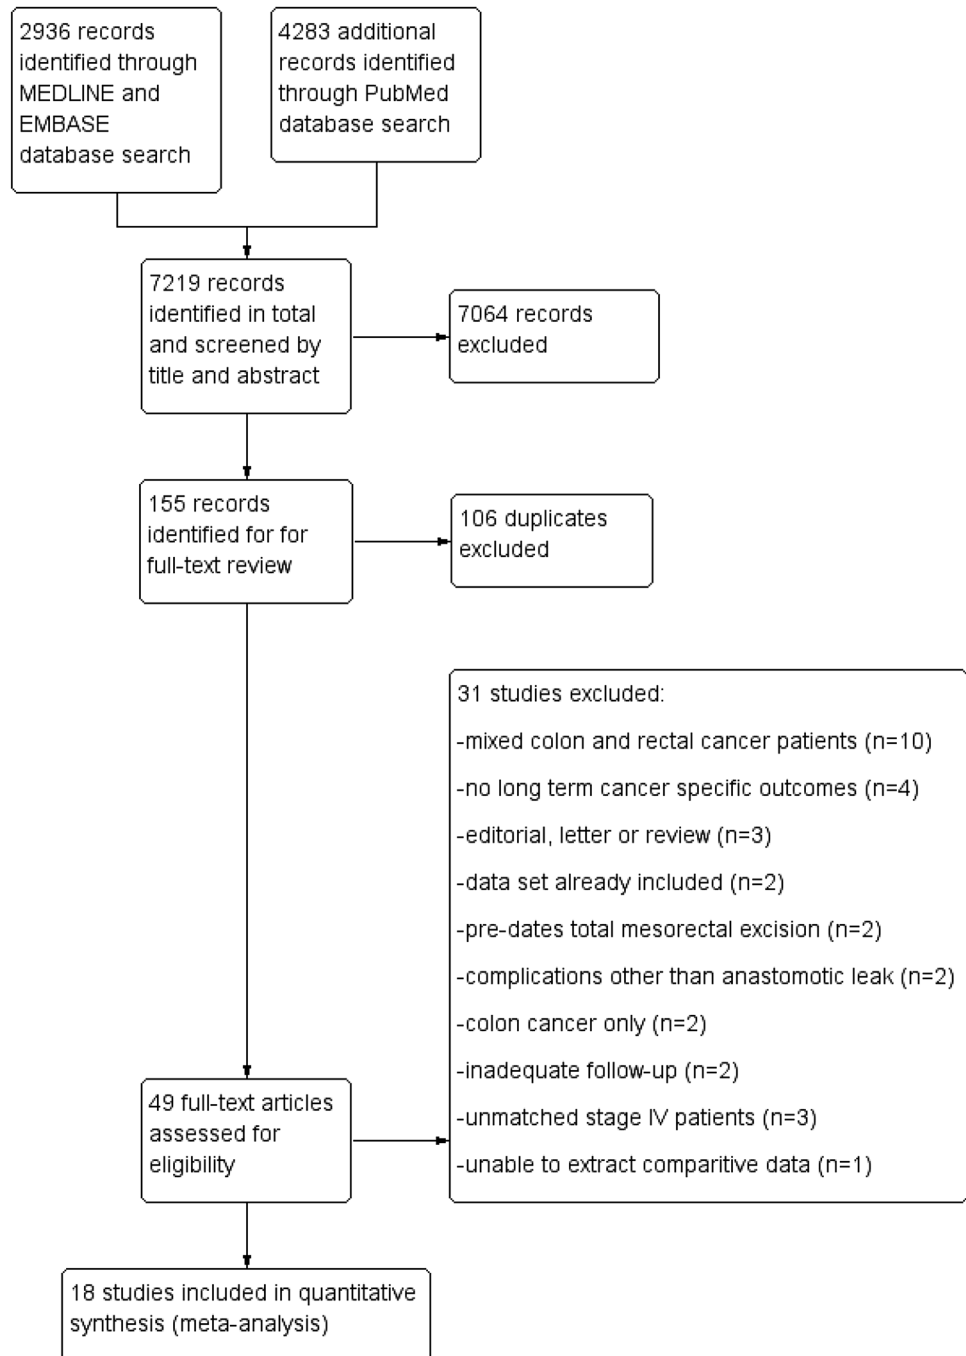 2936 records
identified through
MEDLINE and
EMBASE
database search
4283 additional
records identified
through PubMed
database search
7219 records
identified in total
and screened by
title and abstract
7064 records
excluded
155 records
identified for for
full-text review
106 duplicates
excluded
31 studies excluded:
-mixed colon and rectal cancer patients (n=10)
-no long term cancer specific outcomes (n=4)
-editorial, letter or review (n=3)
-data set already included (n=2)
-pre-dates total mesorectal excision (n=2)
-complications other than anastomotic leak (n=2)
-colon cancer only (n=2)
-inadequate follow-up (n=2)
-unmatched stage IV patients (n=3)
-unable to extract comparitive data (n=1)
49 full-text articles
assessed for
eligibility
18 studies included in quantitative
synthesis (meta-analysis)